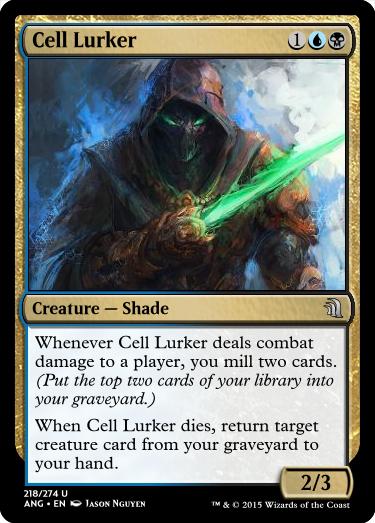 Cell Lurker 1
Creature — Shade
Whenever Cell Lurker deals combat
damage to a player, you mill two cards.
(Put the top two cards of your library into
your graveyard.)
When Cell Lurker dies, return target
creature card from your graveyard to
your hand.
2/3
218/274 U
ANG • EN Jason Nguyen ™ & © 2015 Wizards of the Coast